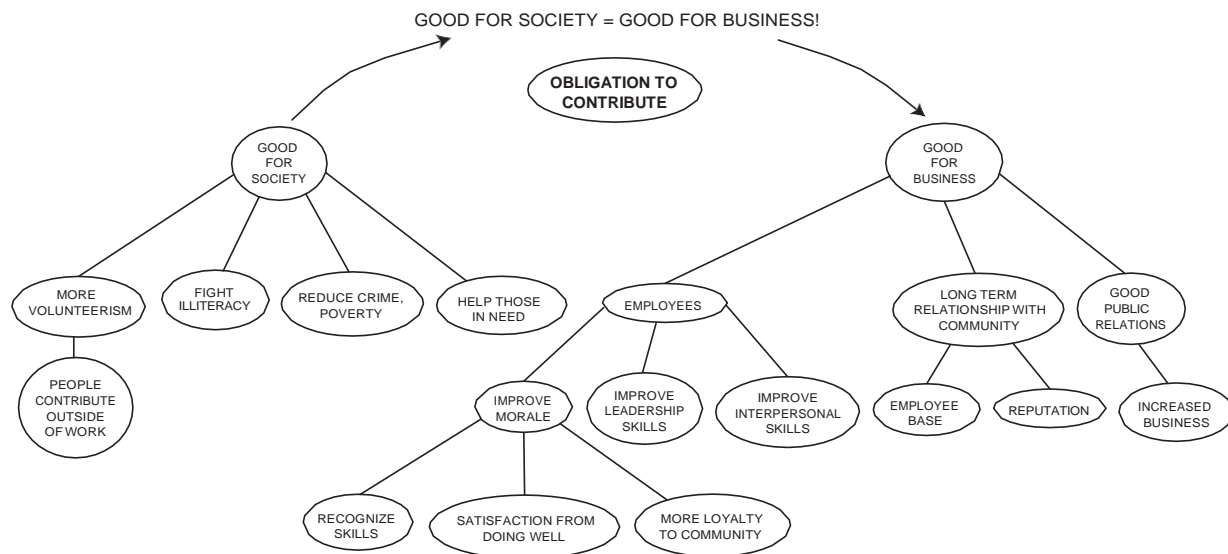 GOOD FOR SOCIETY = GOOD FOR BUSINESS!
OBLIGATION TO
CONTRIBUTE
GOOD
FOR
SOCIETY
GOOD
FOR
BUSINESS
MORE
VOLUNTEERISM
FIGHT
ILLITERACY
REDUCE CRIME,
POVERTY
HELP THOSE
IN NEED
EMPLOYEES
LONG TERM
RELATIONSHIP WITH
COMMUNITY
GOOD
PUBLIC
RELATIONS
PEOPLE
CONTRIBUTE
OUTSIDE
OF WORK
IMPROVE
MORALE
IMPROVE
LEADERSHIP
SKILLS
IMPROVE
INTERPERSONAL
SKILLS
EMPLOYEE
BASE
REPUTATION
INCREASED
BUSINESS
RECOGNIZE
SKILLS
SATISFACTION FROM
DOING WELL
MORE LOYALTY
TO COMMUNITY